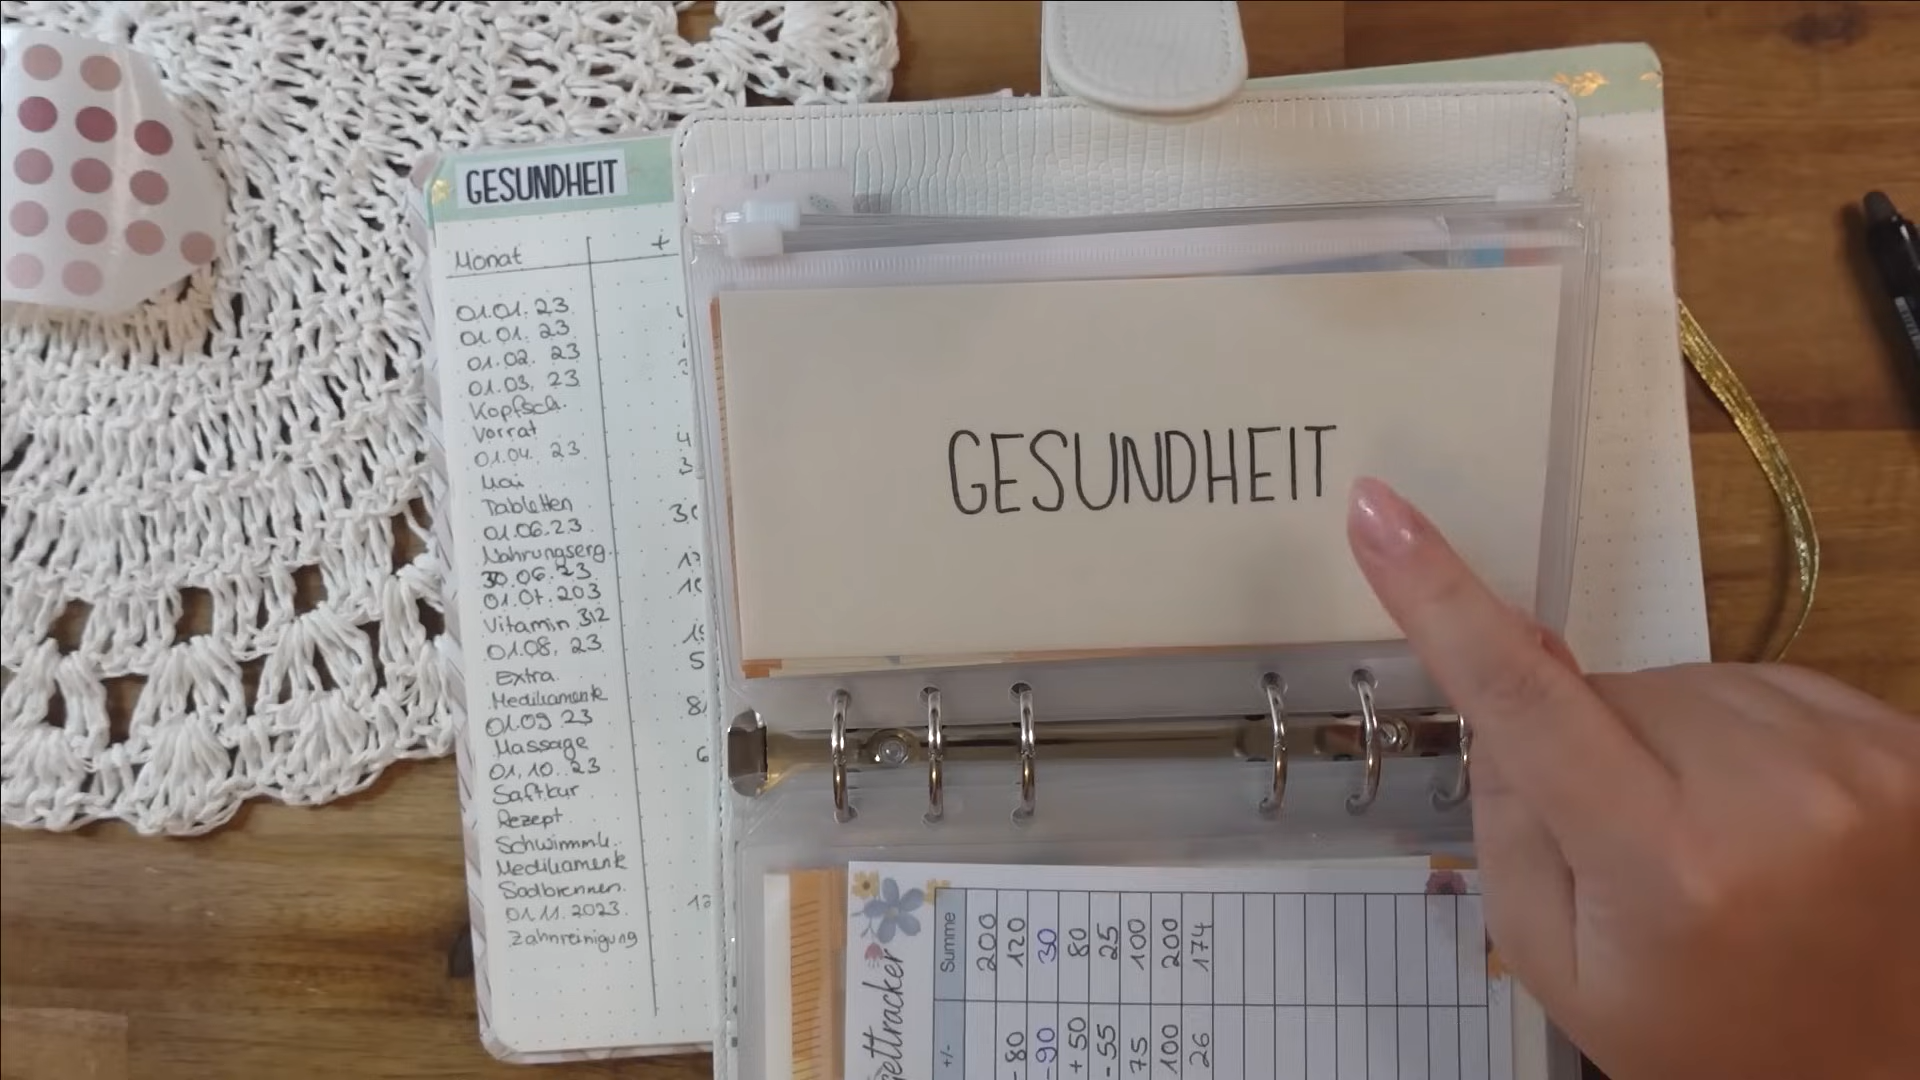 GESUNDHEIT
Monat +
01.01.23
01.01.23
01.02.23
01.03.23
Kopfsch.
Vorrat
01.04.23
Mai
Tabletten
01.06.23
Nahrungserg.
30.06.23
01.07.203
Vitamin B12
01.08.23
Extra
Medikamente
01.09.23
Massage
01.10.23
Saftkur
Rezept
Schwimmk.
Medikamente
Sodbrennen.
01.11.2023.
Zahnreinigung
GESUNDHEIT
gettracker
+/- Summe
200
-80 120
-90 30
+50 80
-55 25
75 100
100 200
26 174